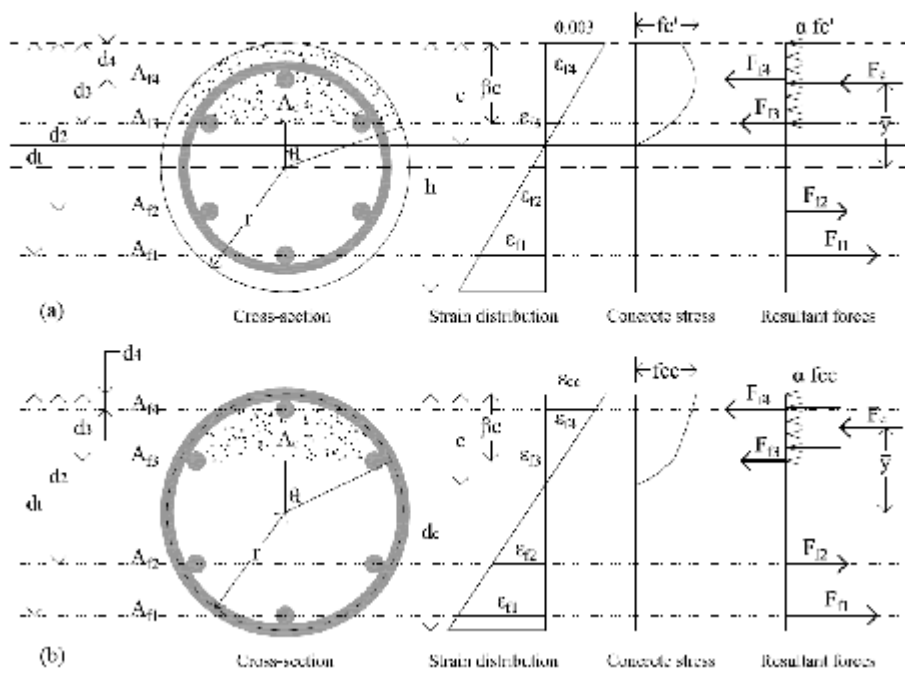 0.003 fc' α fc'
d4
Af4 εf4 Ff4 Fc
d3 c βc
Ac
Af3 εf3 Ff3 ȳ
d2
θ
d1 h
Af2 r εf2 Ff2
Af1 εf1 Ff1
(a) Cross-section Strain distribution Concrete stress Resultant forces
d4 εcc fcc α fcc
Af4 εf4 Ff4 Fc
d3 c βc
Ac
Af3 εf3 Ff3 ȳ
d2
θ
d1 dc
Af2 r εf2 Ff2
Af1 εf1 Ff1
(b) Cross-section Strain distribution Concrete stress Resultant forces